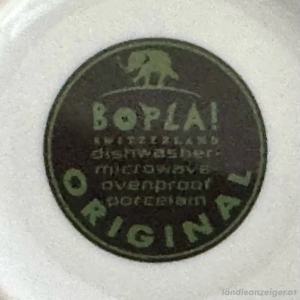 BOPLA!
SWITZERLAND
dishwasher-
microwave
ovenproof
porcelain
ORIGINAL
ländleanzeiger.at